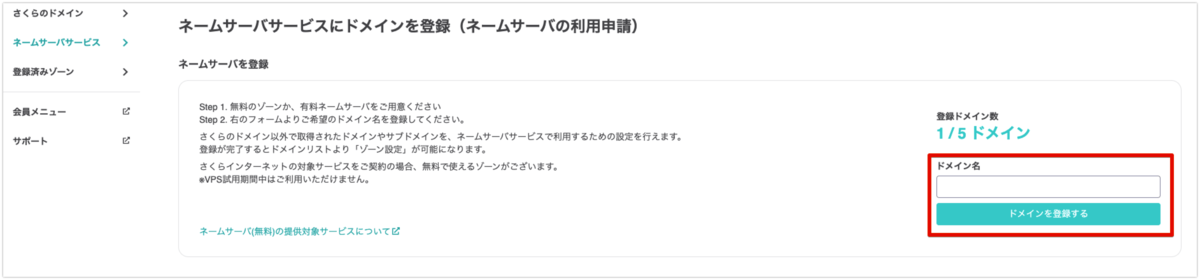 さくらのドメイン
ネームサーバサービス
登録済みゾーン
会員メニュー
サポート
ネームサーバサービスにドメインを登録（ネームサーバの利用申請）
ネームサーバを登録
Step 1. 無料のゾーンか、有料ネームサーバをご用意ください
Step 2. 右のフォームよりご希望のドメイン名を登録してください。
さくらのドメイン以外で取得されたドメインやサブドメインを、ネームサーバサービスで利用するための設定を行えます。
登録が完了するとドメインリストより「ゾーン設定」が可能になります。
さくらインターネットの対象サービスをご契約の場合、無料で使えるゾーンがございます。
※VPS試用期間中はご利用いただけません。
ネームサーバ(無料)の提供対象サービスについて
登録ドメイン数
1 / 5 ドメイン
ドメイン名
ドメインを登録する